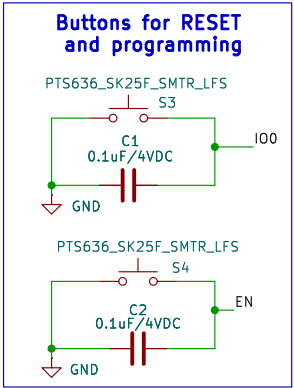 Buttons for RESET
and programming
PTS636_SK25F_SMTR_LFS
S3
C1
IO0
0.1uF/4VDC
GND
PTS636_SK25F_SMTR_LFS
S4
EN
C2
0.1uF/4VDC
GND